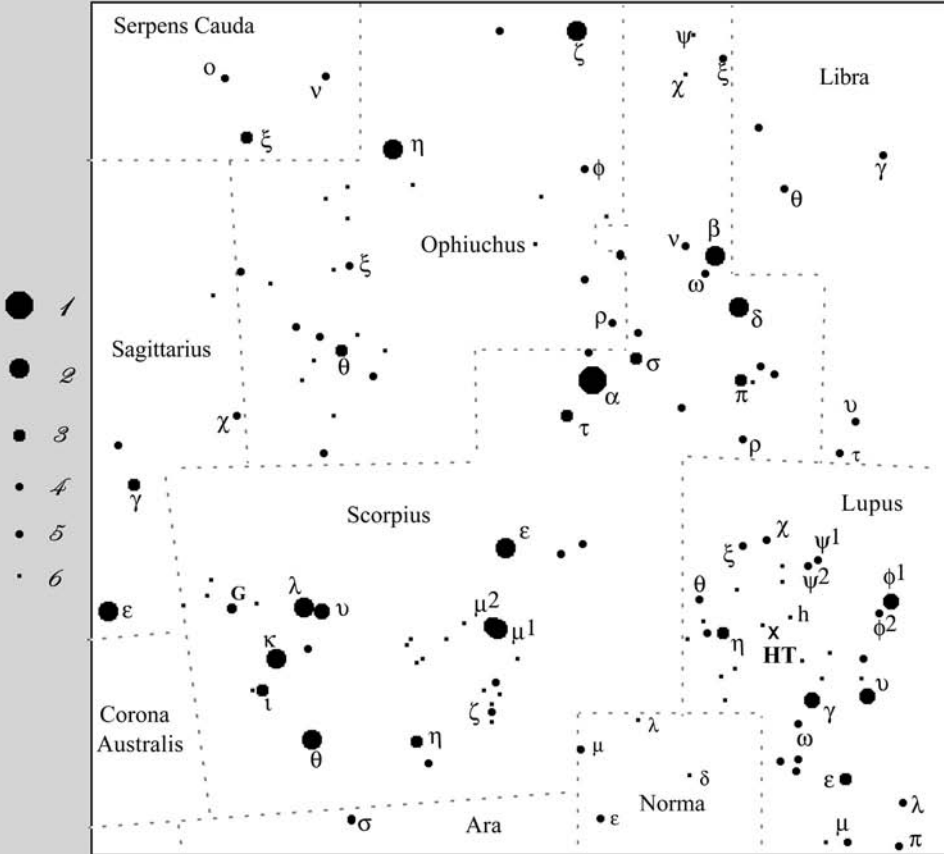 Serpens Cauda
ζ
ψ
ξ
ο
ν
χ
Libra
ξ
η
γ
φ
θ
Ophiuchus
ν
β
ξ
ω
1
δ
ρ
Sagittarius
2
θ
σ
α
π
3
χ
τ
υ
ρ
τ
4
γ
Scorpius
Lupus
5
ε
χ
ξ
ψ1
6
ψ2
G
λ
θ
φ1
ε
υ
μ2
h
μ1
x
φ2
κ
η
HT
ι
υ
Corona
ζ
λ
γ
Australis
η
μ
ω
θ
δ
ε
Norma
λ
σ
Ara
ε
μ
π